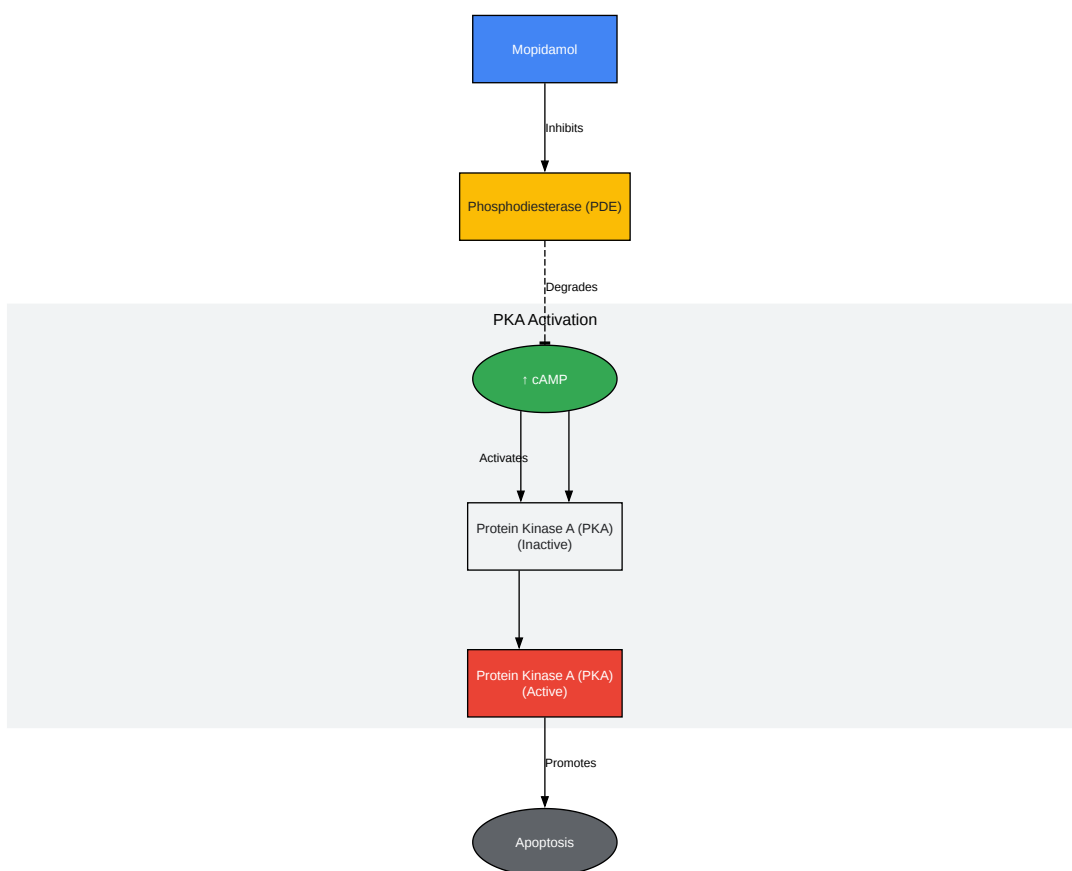 Mopidamol
Inhibits
Phosphodiesterase (PDE)
Degrades
PKA Activation
↑ cAMP
Activates
Protein Kinase A (PKA)
(Inactive)
Protein Kinase A (PKA)
(Active)
Promotes
Apoptosis